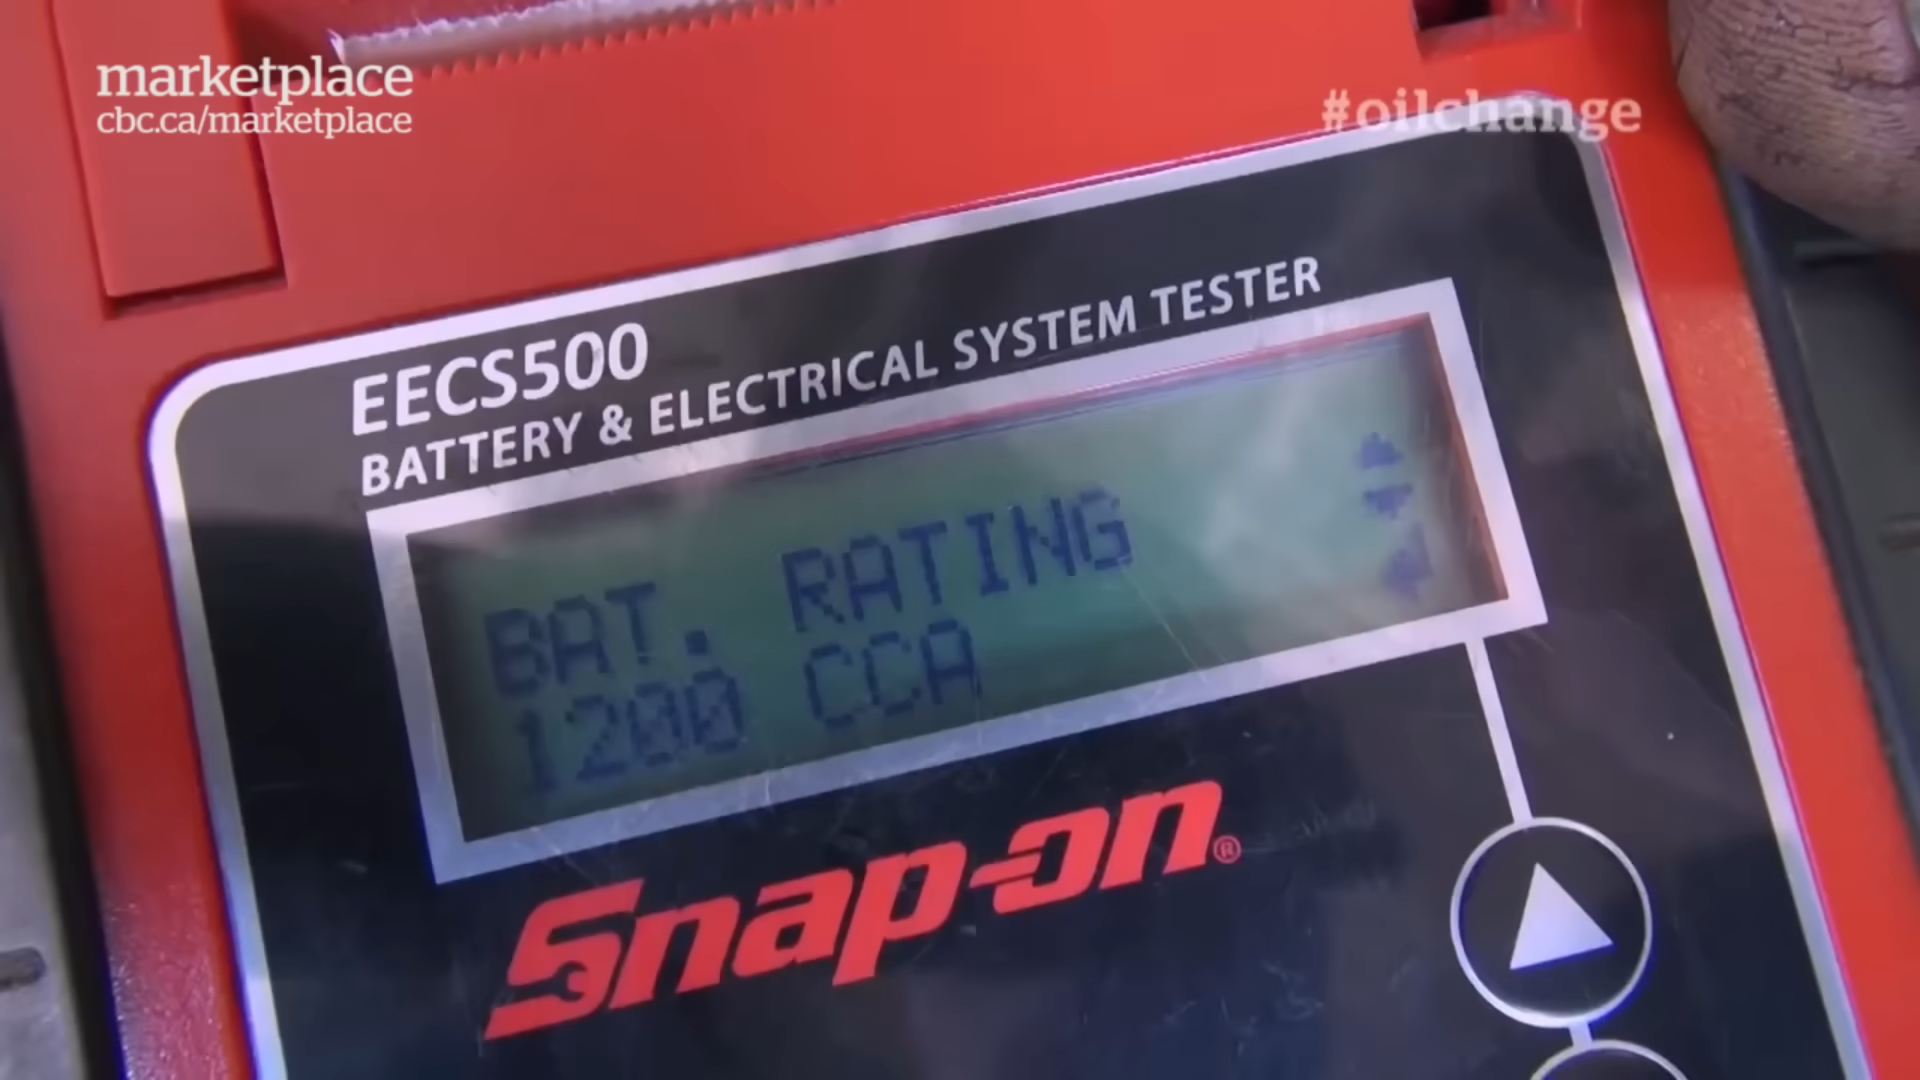 marketplace
cbc.ca/marketplace
#oilchange
EECS500
BATTERY & ELECTRICAL SYSTEM TESTER
BAT. RATING
1200 CCA
Snap-on®